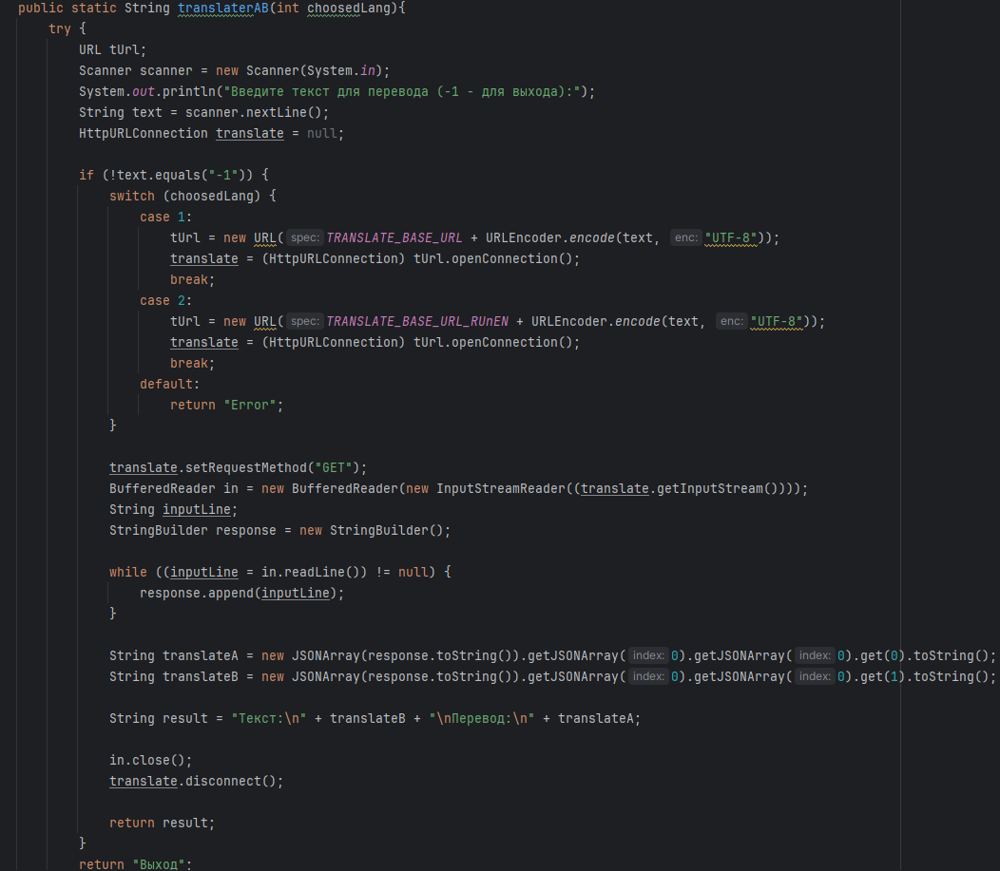 public static String translaterAB(int choosedLang){
try {
URL tUrl;
Scanner scanner = new Scanner(System.in);
System.out.println("Введите текст для перевода (-1 - для выхода):");
String text = scanner.nextLine();
HttpURLConnection translate = null;
if (!text.equals("-1")) {
switch (choosedLang) {
case 1:
tUrl = new URL( spec: TRANSLATE_BASE_URL + URLEncoder.encode(text, enc: "UTF-8"));
translate = (HttpURLConnection) tUrl.openConnection();
break;
case 2:
tUrl = new URL( spec: TRANSLATE_BASE_URL_RUnEN + URLEncoder.encode(text, enc: "UTF-8"));
translate = (HttpURLConnection) tUrl.openConnection();
break;
default:
return "Error";
}
translate.setRequestMethod("GET");
BufferedReader in = new BufferedReader(new InputStreamReader((translate.getInputStream())));
String inputLine;
StringBuilder response = new StringBuilder();
while ((inputLine = in.readLine()) != null) {
response.append(inputLine);
}
String translateA = new JSONArray(response.toString()).getJSONArray( index: 0).getJSONArray( index: 0).get(0).toString();
String translateB = new JSONArray(response.toString()).getJSONArray( index: 0).getJSONArray( index: 0).get(1).toString();
String result = "Текст:\n" + translateB + "\nПеревод:\n" + translateA;
in.close();
translate.disconnect();
return result;
}
return "Выход";